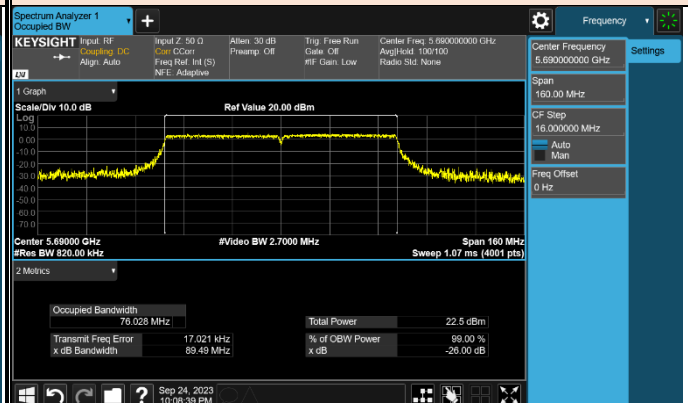 Spectrum Analyzer 1
Occupied BW
+
Frequency
KEYSIGHT
Input: RF
Coupling: DC
Align: Auto
Input Z: 50 Ω
Corr CCorr
Freq Ref: Int (S)
NFE: Adaptive
Atten: 30 dB
Preamp: Off
Trig: Free Run
Gate: Off
#IF Gain: Low
Center Freq: 5.690000000 GHz
Avg|Hold: 100/100
Radio Std: None
LXI
Center Frequency
5.690000000 GHz
Settings
Span
160.00 MHz
CF Step
16.000000 MHz
Auto
Man
Freq Offset
0 Hz
1 Graph
Scale/Div 10.0 dB
Ref Value 20.00 dBm
Log
10.0
0.00
-10.0
-20.0
-30.0
-40.0
-50.0
-60.0
-70.0
Center 5.69000 GHz
#Video BW 2.7000 MHz
Span 160 MHz
#Res BW 820.00 kHz
Sweep 1.07 ms (4001 pts)
2 Metrics
Occupied Bandwidth
76.028 MHz
Total Power
22.5 dBm
Transmit Freq Error
17.021 kHz
% of OBW Power
99.00 %
x dB Bandwidth
89.49 MHz
x dB
-26.00 dB
?
Sep 24, 2023
10:08:39 PM